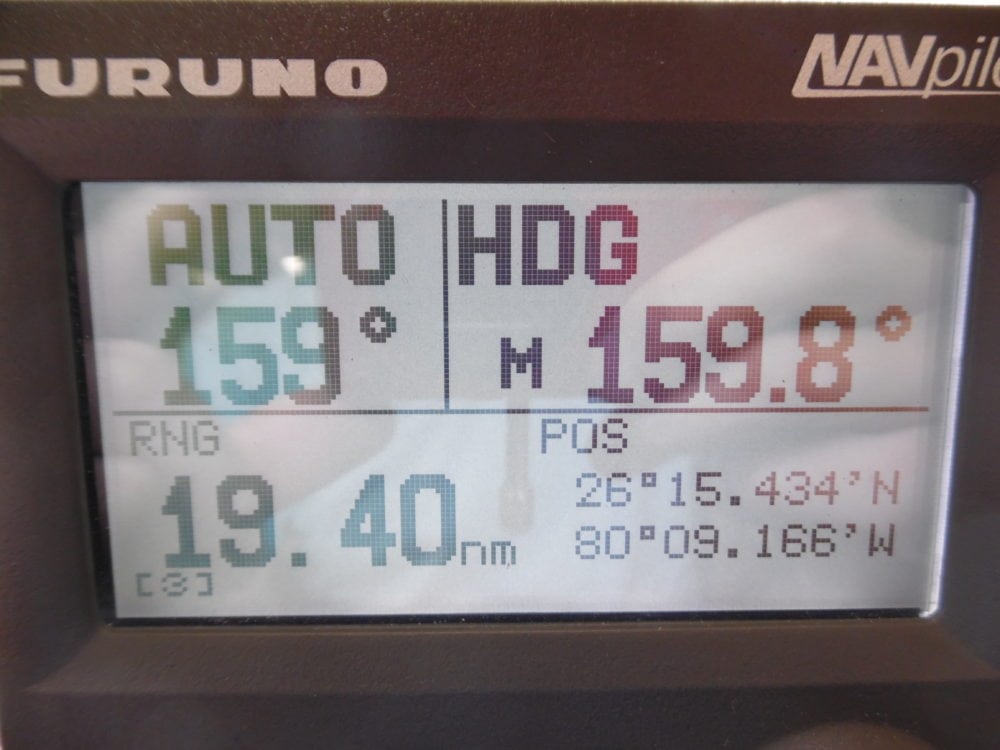 FURUNO NAVpilo
AUTO HDG
159° M 159.8°
RNG POS
19.40nm
26°15.434'N
80°09.166'W
[3]